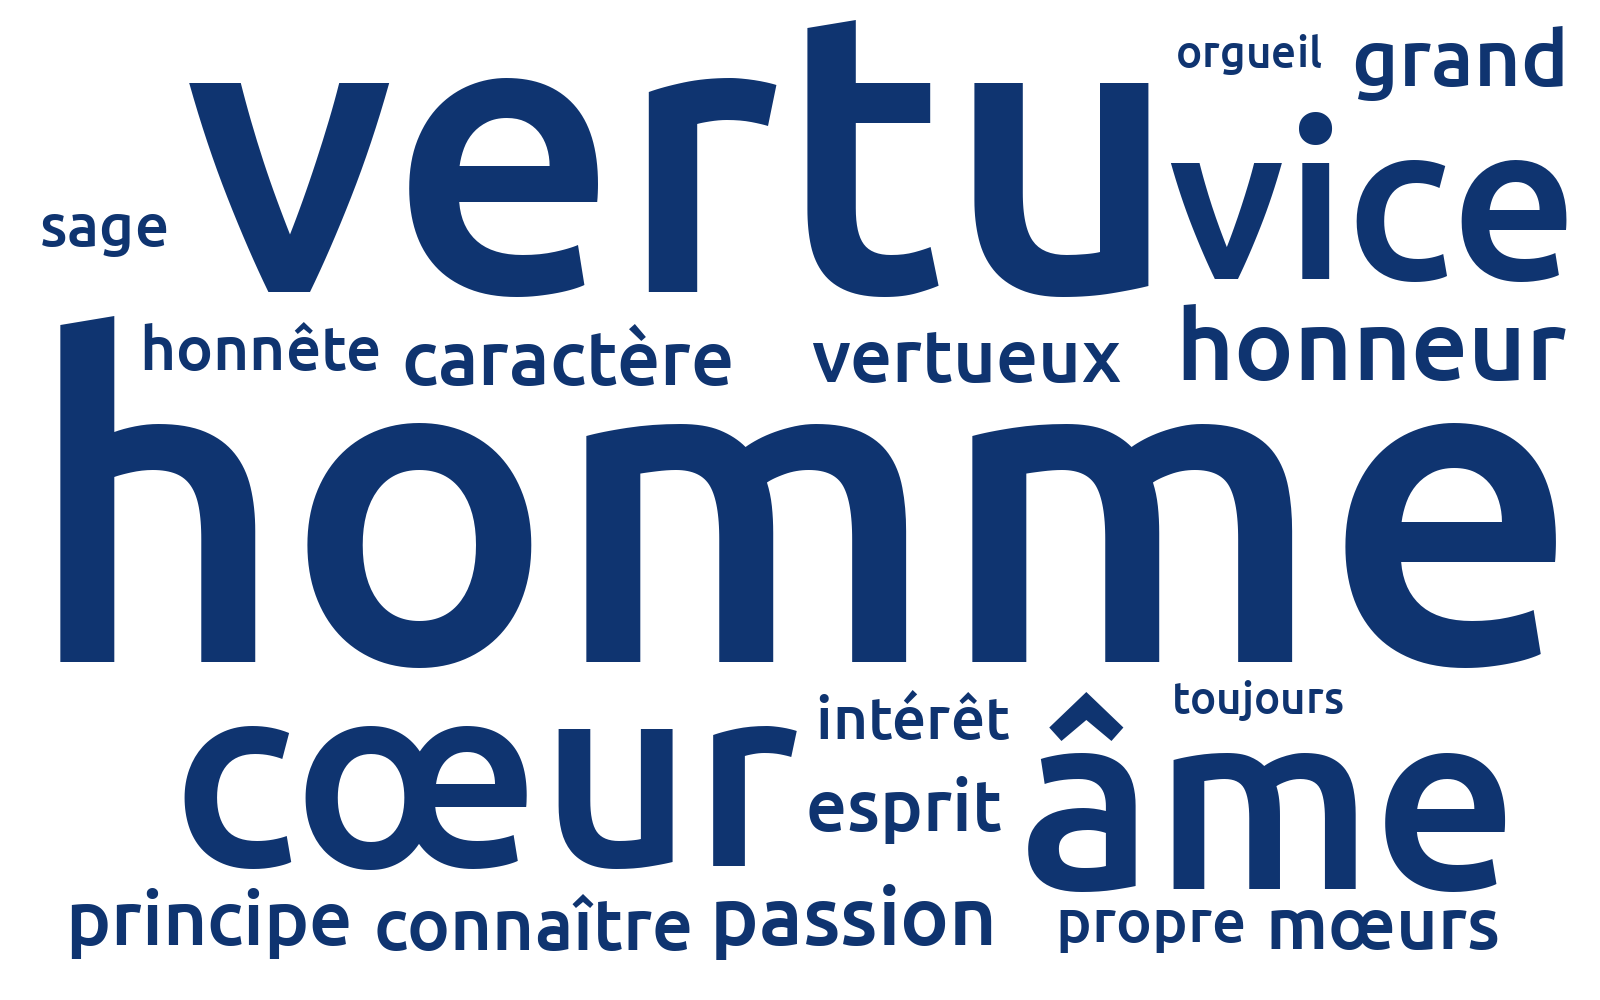 orgueil grand
vertu vice
sage
honnête caractère vertueux honneur
homme
cœur intérêt âme toujours
esprit
principe connaître passion propre mœurs